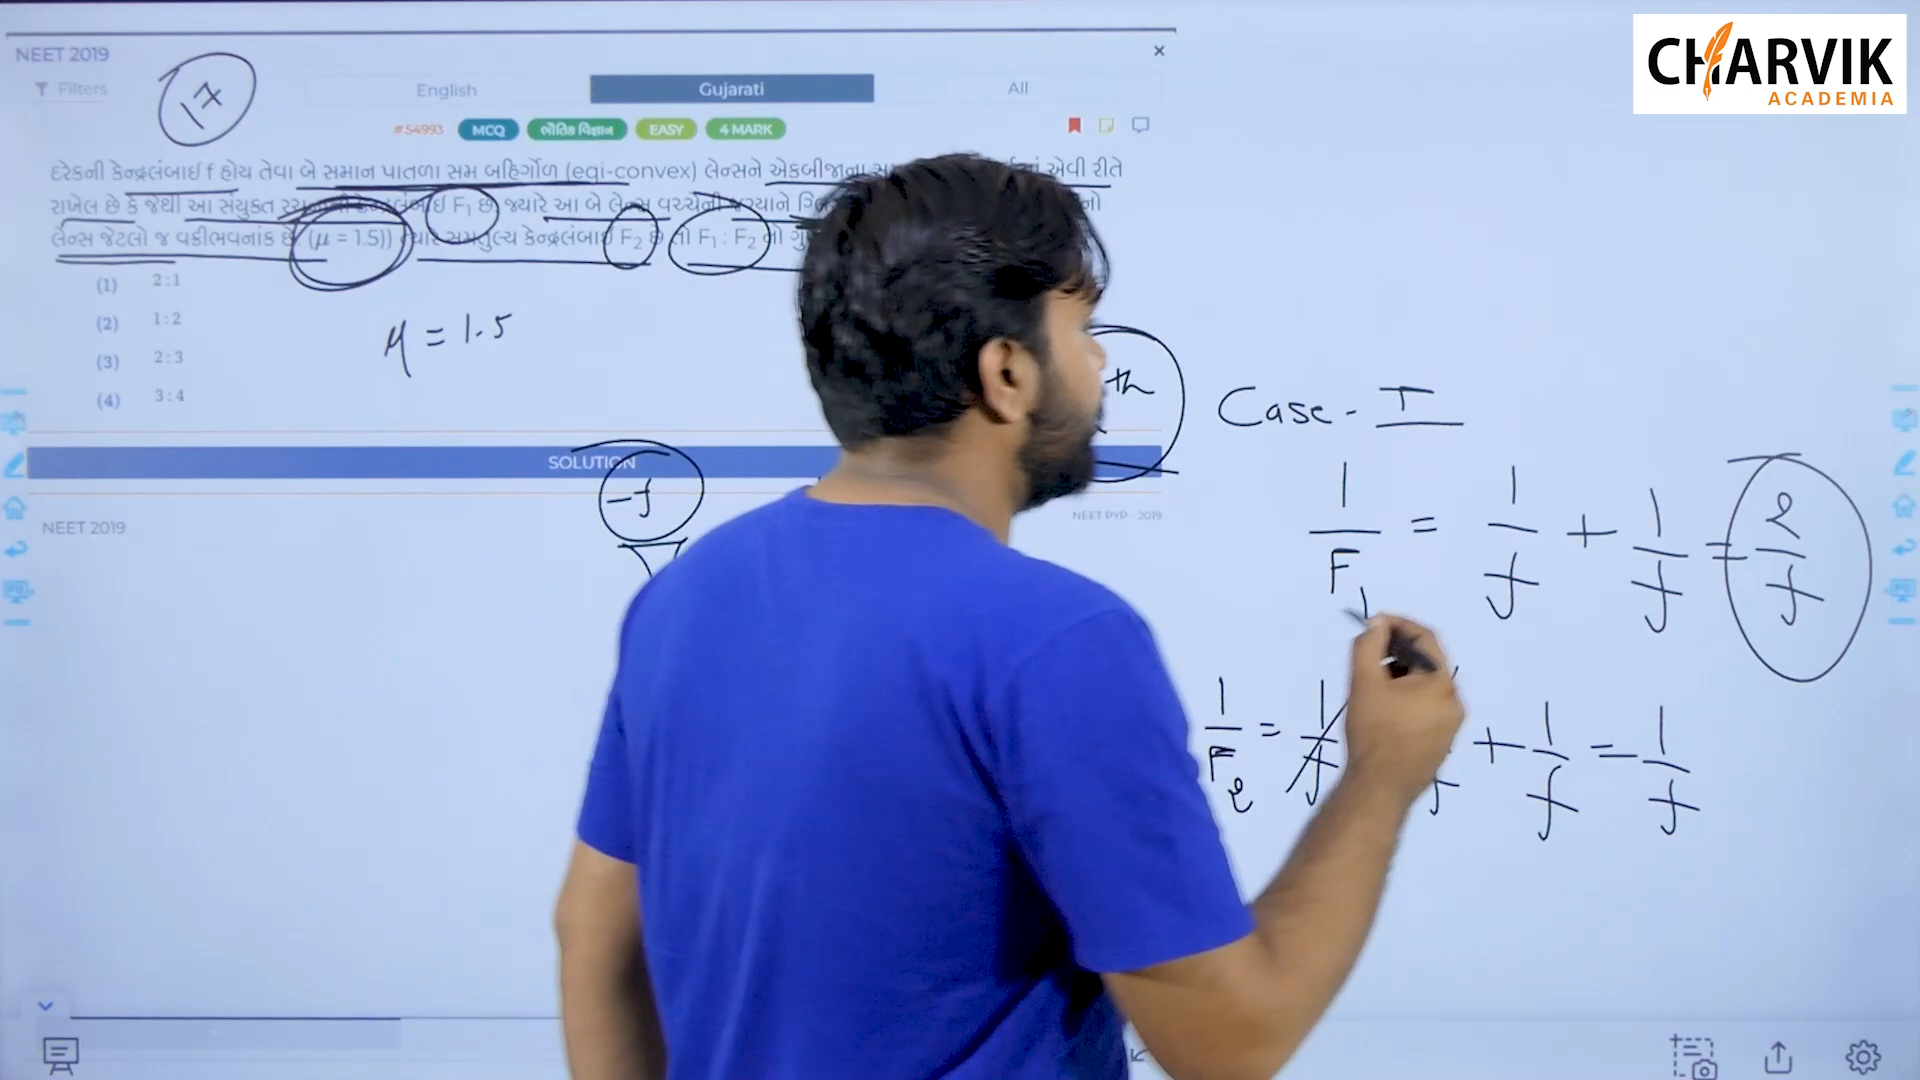 CHARVIK
ACADEMIA
NEET 2019
Filters
17
English
Gujarati
All
#54993
MCQ
ભૌતિક વિજ્ઞાન
EASY
4 MARK
દરેકની કેન્દ્રલંબાઈ f હોય તેવા બે સમાન પાતળા સમ બહિર્ગોળ (eqi-convex) લેન્સને એકબીજાના એવી રીતે
રાખેલ છે કે જેથી આ સંયુક્ત F₁ છે. જ્યારે આ બે લેન્સ વચ્ચેની જગ્યાને
લેન્સ જેટલો જ વક્રીભવનાંક છે. (μ = 1.5)) ત્યારે સમતુલ્ય કેન્દ્રલંબાઈ F₂ છે તો F₁ : F₂ નો
(1) 2 : 1
(2) 1 : 2
(3) 2 : 3
(4) 3 : 4
μ = 1.5
th
Case - I
SOLUTION
-f
NEET 2019
NEET PYP - 2019
1/F₁ = 1/f + 1/f = 2/f
1/F₂ = 1/f + 1/f = - 1/f